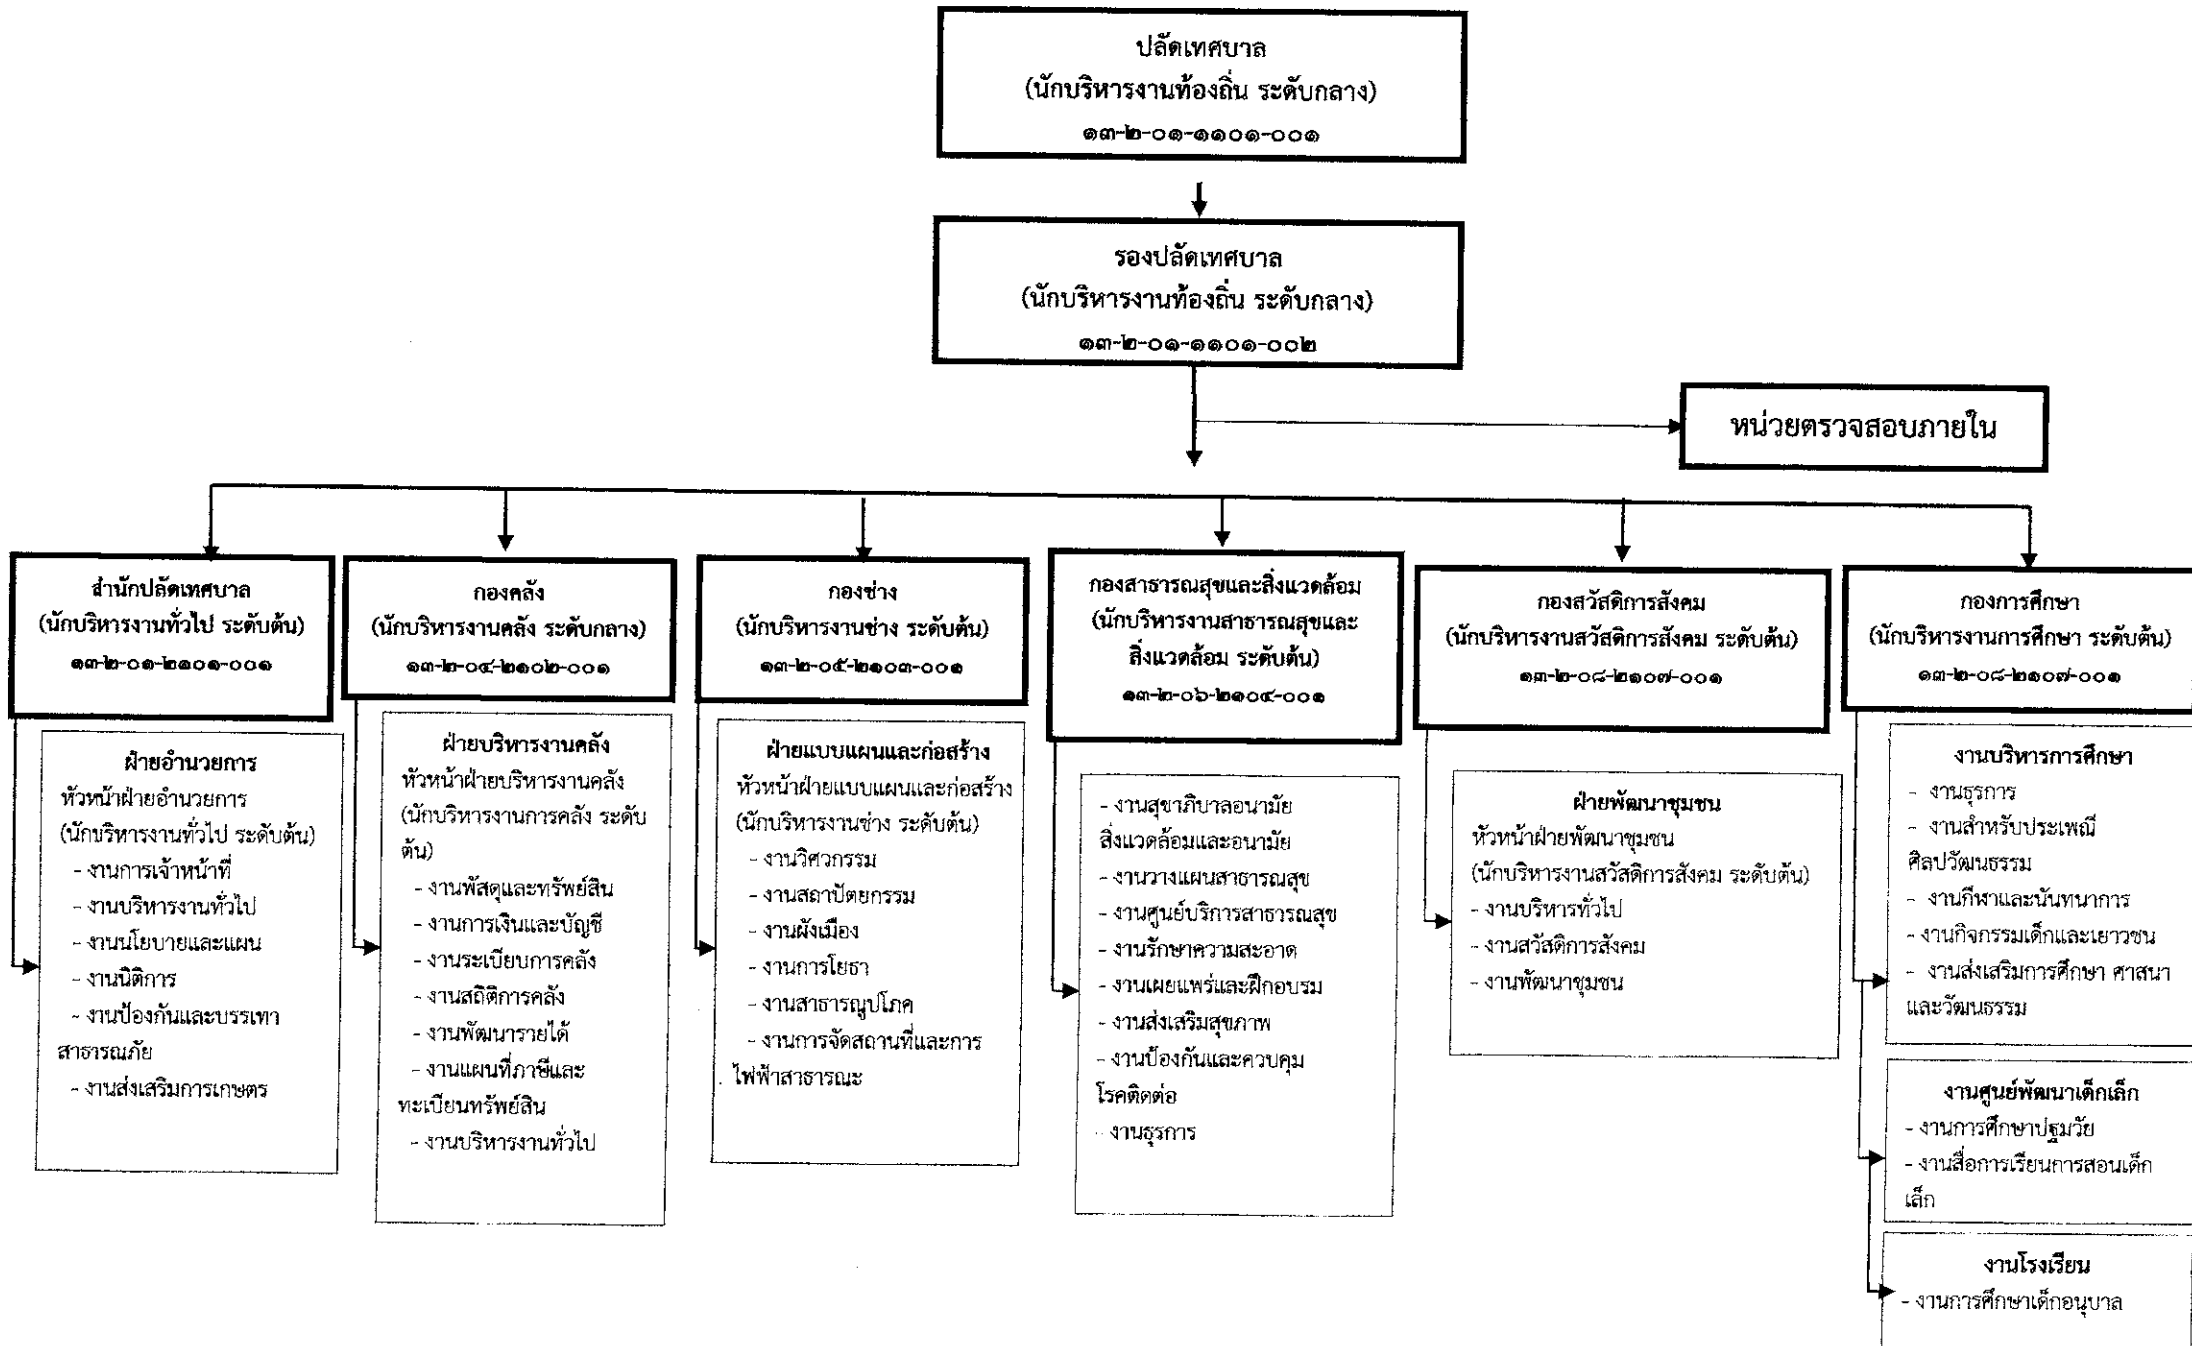 ปลัดเทศบาล
(นักบริหารงานท้องถิ่น ระดับกลาง)
๑๓-๒-๐๑-๑๑๐๑-๐๐๑
รองปลัดเทศบาล
(นักบริหารงานท้องถิ่น ระดับกลาง)
๑๓-๒-๐๑-๑๑๐๑-๐๐๒
หน่วยตรวจสอบภายใน
สำนักปลัดเทศบาล
(นักบริหารงานทั่วไป ระดับต้น)
๑๓-๒-๐๑-๒๑๐๑-๐๐๑
ฝ่ายอำนวยการ
หัวหน้าฝ่ายอำนวยการ
(นักบริหารงานทั่วไป ระดับต้น)
- งานการเจ้าหน้าที่
- งานบริหารงานทั่วไป
- งานนโยบายและแผน
- งานนิติการ
- งานป้องกันและบรรเทา
สาธารณภัย
- งานส่งเสริมการเกษตร
กองคลัง
(นักบริหารงานคลัง ระดับกลาง)
๑๓-๒-๐๔-๒๑๐๒-๐๐๑
ฝ่ายบริหารงานคลัง
หัวหน้าฝ่ายบริหารงานคลัง
(นักบริหารงานการคลัง ระดับ
ต้น)
- งานพัสดุและทรัพย์สิน
- งานการเงินและบัญชี
- งานระเบียบการคลัง
- งานสถิติการคลัง
- งานพัฒนารายได้
- งานแผนที่ภาษีและ
ทะเบียนทรัพย์สิน
- งานบริหารงานทั่วไป
กองช่าง
(นักบริหารงานช่าง ระดับต้น)
๑๓-๒-๐๕-๒๑๐๓-๐๐๑
ฝ่ายแบบแผนและก่อสร้าง
หัวหน้าฝ่ายแบบแผนและก่อสร้าง
(นักบริหารงานช่าง ระดับต้น)
- งานวิศวกรรม
- งานสถาปัตยกรรม
- งานผังเมือง
- งานการโยธา
- งานสาธารณูปโภค
- งานการจัดสถานที่และการ
ไฟฟ้าสาธารณะ
กองสาธารณสุขและสิ่งแวดล้อม
(นักบริหารงานสาธารณสุขและ
สิ่งแวดล้อม ระดับต้น)
๑๓-๒-๐๖-๒๑๐๔-๐๐๑
- งานสุขาภิบาลอนามัย
สิ่งแวดล้อมและอนามัย
- งานวางแผนสาธารณสุข
- งานศูนย์บริการสาธารณสุข
- งานรักษาความสะอาด
- งานเผยแพร่และฝึกอบรม
- งานส่งเสริมสุขภาพ
- งานป้องกันและควบคุม
โรคติดต่อ
- งานธุรการ
กองสวัสดิการสังคม
(นักบริหารงานสวัสดิการสังคม ระดับต้น)
๑๓-๒-๐๘-๒๑๐๗-๐๐๑
ฝ่ายพัฒนาชุมชน
หัวหน้าฝ่ายพัฒนาชุมชน
(นักบริหารงานสวัสดิการสังคม ระดับต้น)
- งานบริหารทั่วไป
- งานสวัสดิการสังคม
- งานพัฒนาชุมชน
กองการศึกษา
(นักบริหารงานการศึกษา ระดับต้น)
๑๓-๒-๐๘-๒๑๐๗-๐๐๑
งานบริหารการศึกษา
- งานธุรการ
- งานสำหรับประเพณี
ศิลปวัฒนธรรม
- งานกีฬาและนันทนาการ
- งานกิจกรรมเด็กและเยาวชน
- งานส่งเสริมการศึกษา ศาสนา
และวัฒนธรรม
งานศูนย์พัฒนาเด็กเล็ก
- งานการศึกษาปฐมวัย
- งานสื่อการเรียนการสอนเด็ก
เล็ก
งานโรงเรียน
- งานการศึกษาเด็กอนุบาล